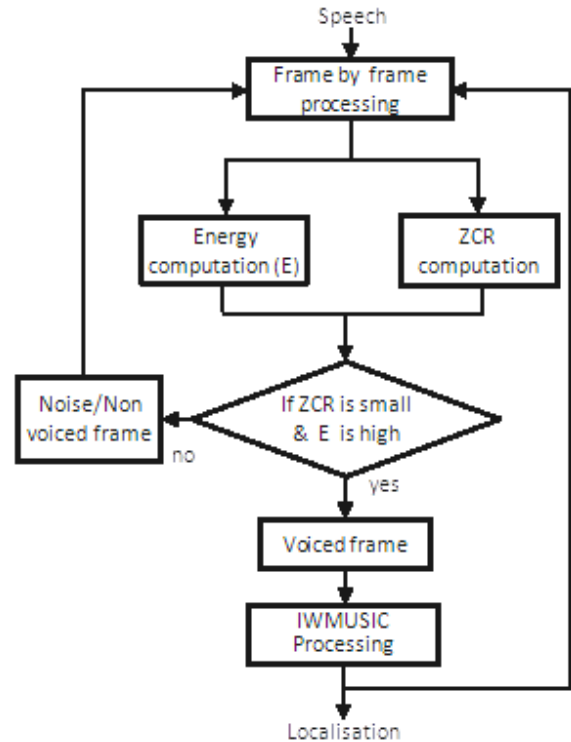 Speech
Frame by frame
processing
Energy
computation (E)
ZCR
computation
If ZCR is small
& E is high
Noise/Non
voiced frame
no
yes
Voiced frame
IWMUSIC
Processing
Localisation